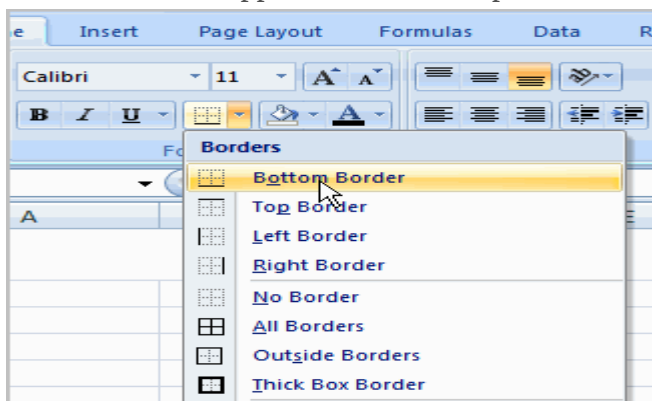 e Insert Page Layout Formulas Data R
Calibri 11 A A
B I U A
Fo
Borders
Bottom Border
A
Top Border
E
Left Border
Right Border
No Border
All Borders
Outside Borders
Thick Box Border